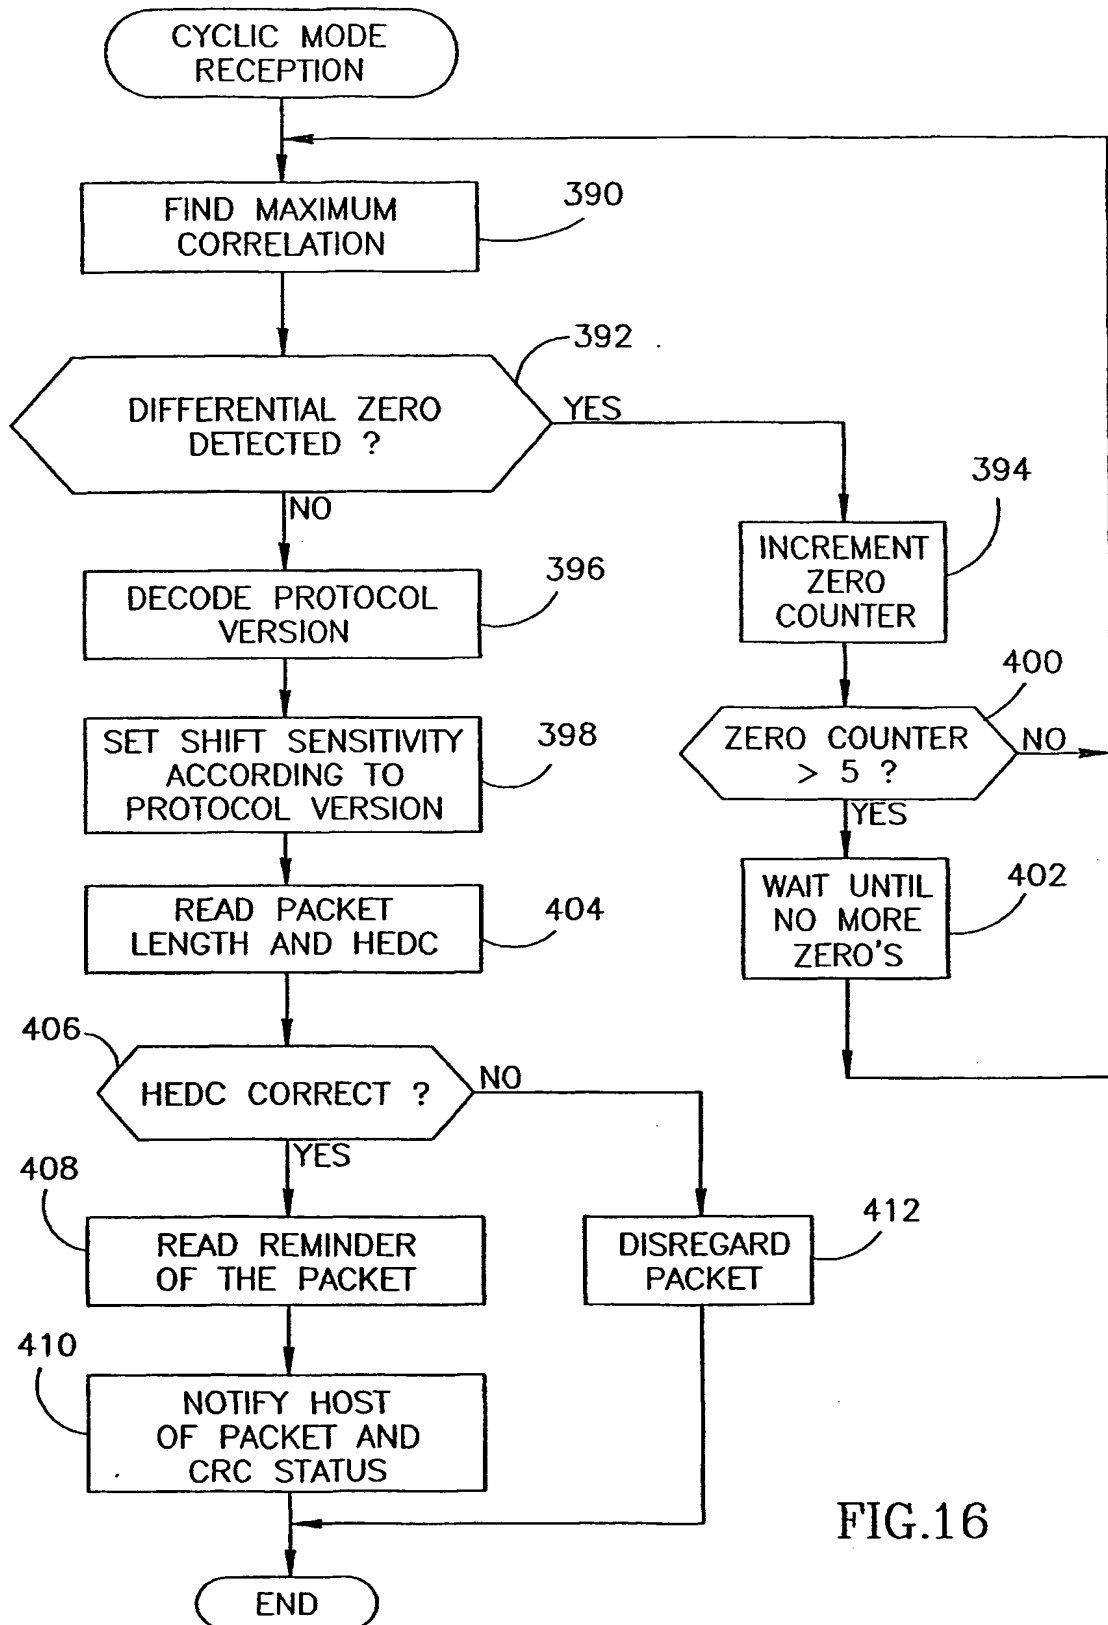 CYCLIC MODE
RECEPTION
FIND MAXIMUM
CORRELATION
390
392
DIFFERENTIAL ZERO
DETECTED ?
YES
NO
394
INCREMENT
ZERO
COUNTER
396
DECODE PROTOCOL
VERSION
400
ZERO COUNTER
> 5 ?
NO
YES
398
SET SHIFT SENSITIVITY
ACCORDING TO
PROTOCOL VERSION
402
WAIT UNTIL
NO MORE
ZERO'S
404
READ PACKET
LENGTH AND HEDC
406
HEDC CORRECT ?
NO
YES
408
READ REMINDER
OF THE PACKET
412
DISREGARD
PACKET
410
NOTIFY HOST
OF PACKET AND
CRC STATUS
END
FIG.16